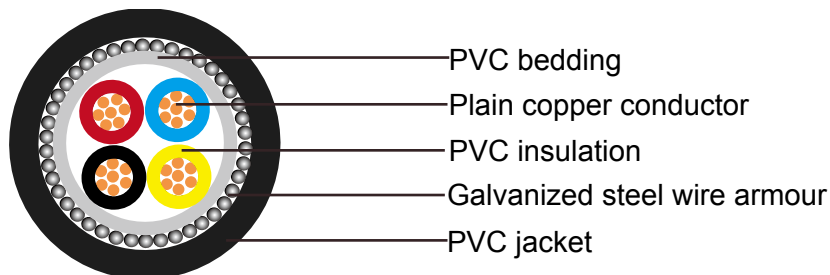 PVC bedding
Plain copper conductor
PVC insulation
Galvanized steel wire armour
PVC jacket